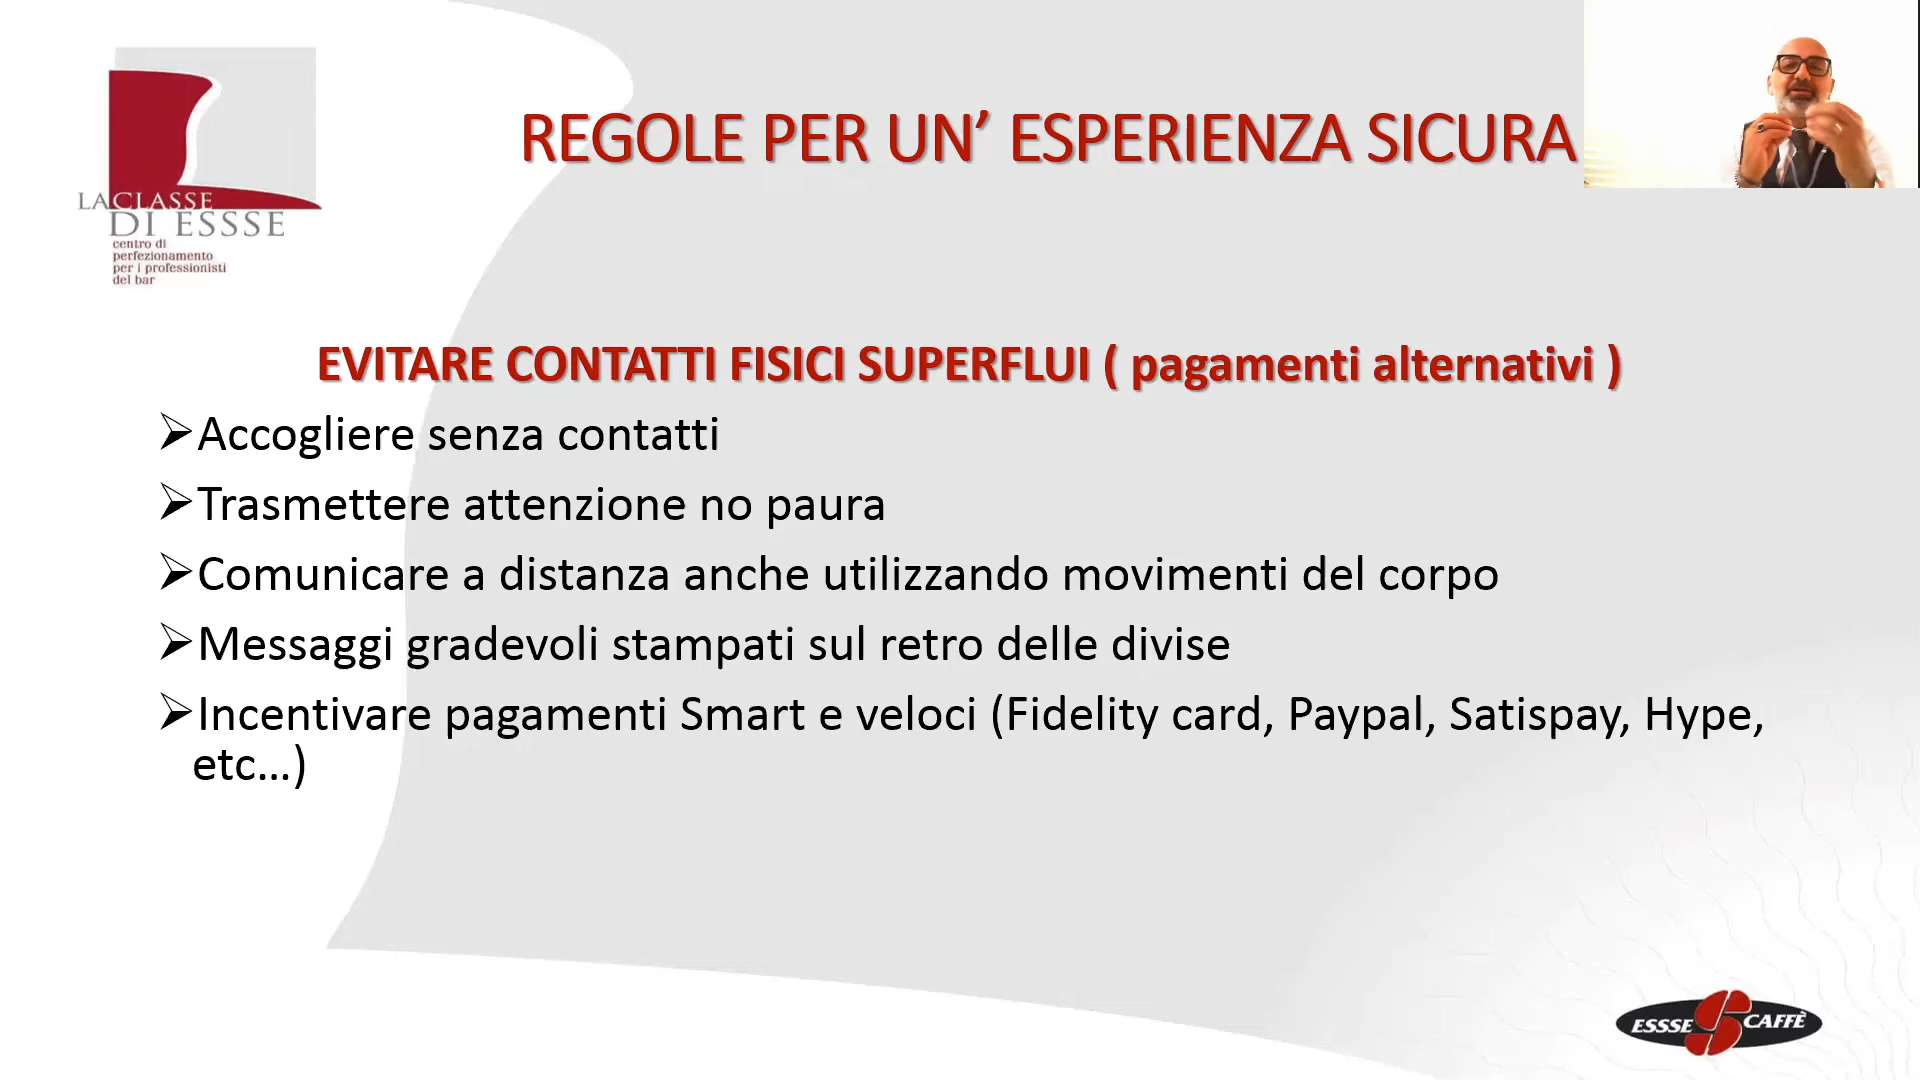 LACLASSE
DI ESSSE
centro di
perfezionamento
per i professionisti
del bar
REGOLE PER UN’ ESPERIENZA SICURA
EVITARE CONTATTI FISICI SUPERFLUI ( pagamenti alternativi )
➢Accogliere senza contatti
➢Trasmettere attenzione no paura
➢Comunicare a distanza anche utilizzando movimenti del corpo
➢Messaggi gradevoli stampati sul retro delle divise
➢Incentivare pagamenti Smart e veloci (Fidelity card, Paypal, Satispay, Hype,
etc…)
ESSSE CAFFÈ